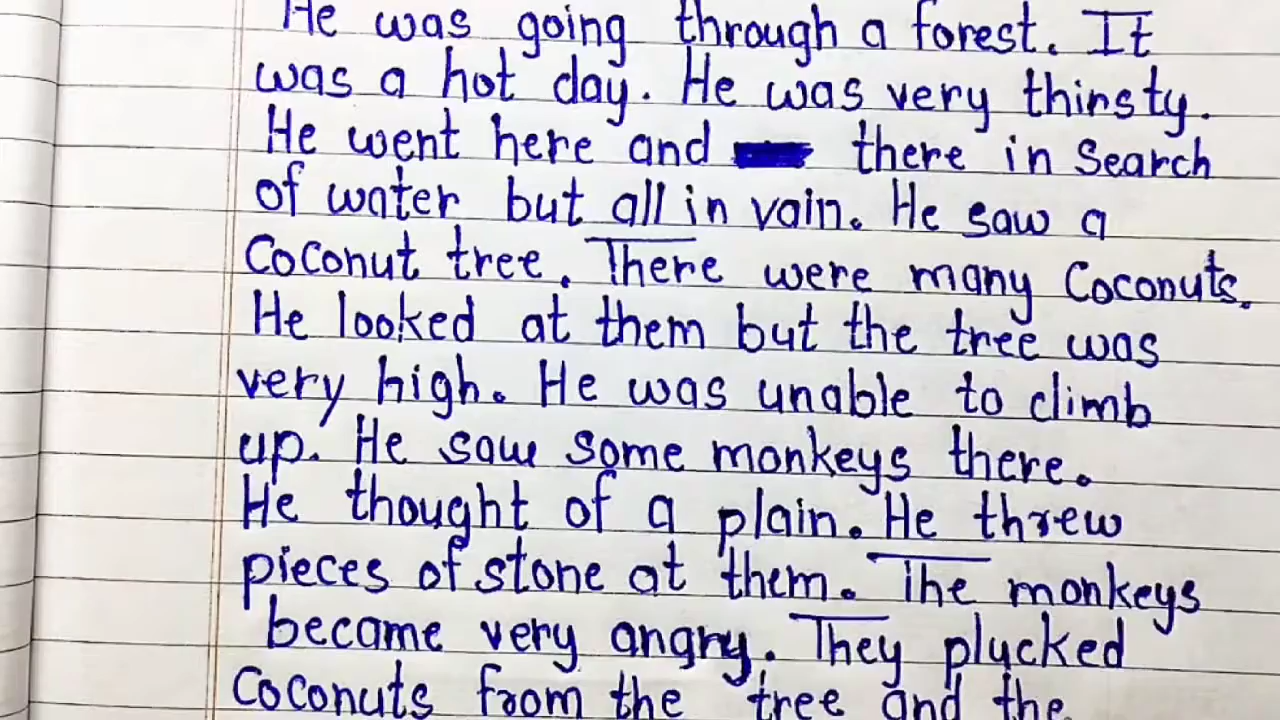 He was going through a forest. It
was a hot day. He was very thirsty.
He went here and there in Search
of water but all in vain. He saw a
Coconut tree. There were many Coconuts.
He looked at them but the tree was
very high. He was unable to climb
up. He saw some monkeys there.
He thought of a plain. He threw
pieces of stone at them. The monkeys
became very angry. They plucked
Coconuts from the tree and the